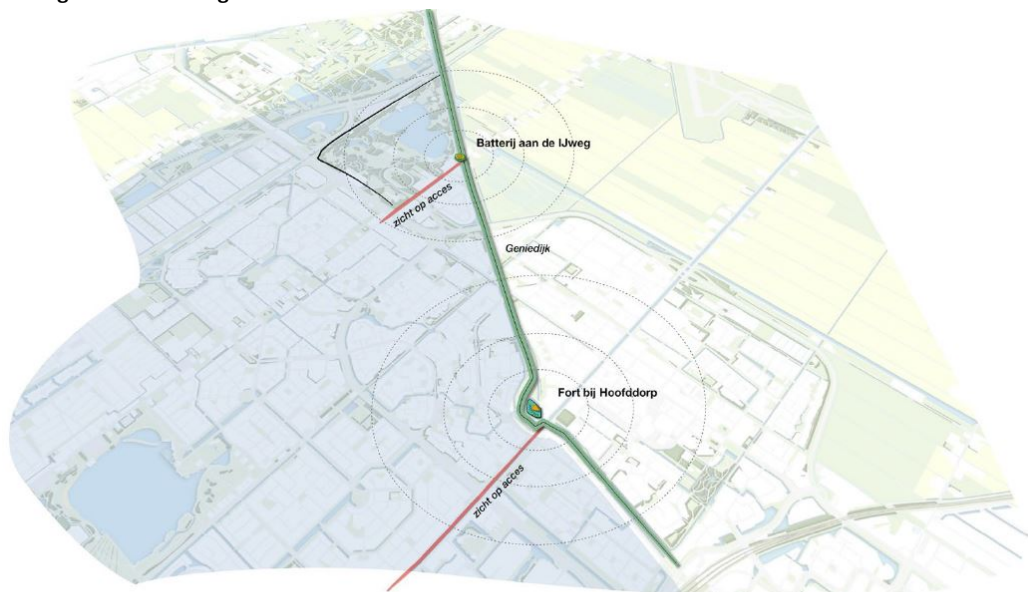 Batterij aan de IJweg
zicht op acces
Geniedijk
Fort bij Hoofddorp
zicht op acces